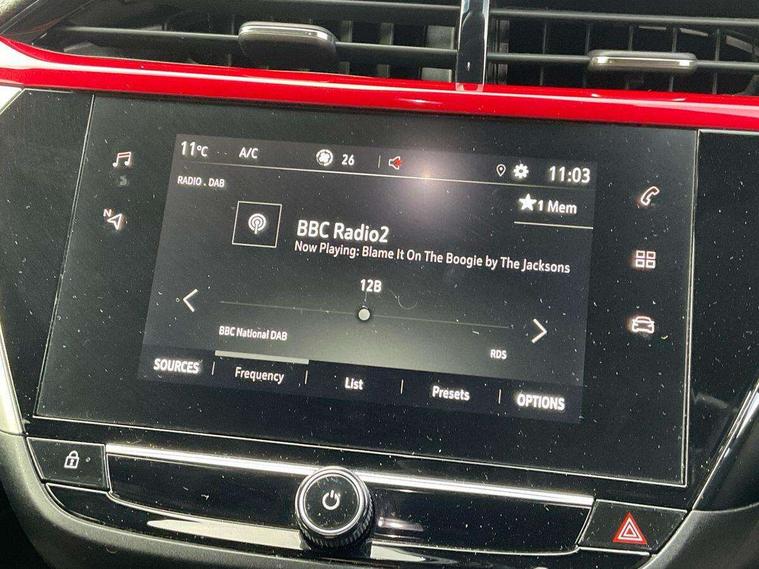 11°C A/C 26 11:03
RADIO . DAB
1 Mem
BBC Radio2
Now Playing: Blame It On The Boogie by The Jacksons
12B
BBC National DAB
RDS
SOURCES Frequency List Presets OPTIONS
N